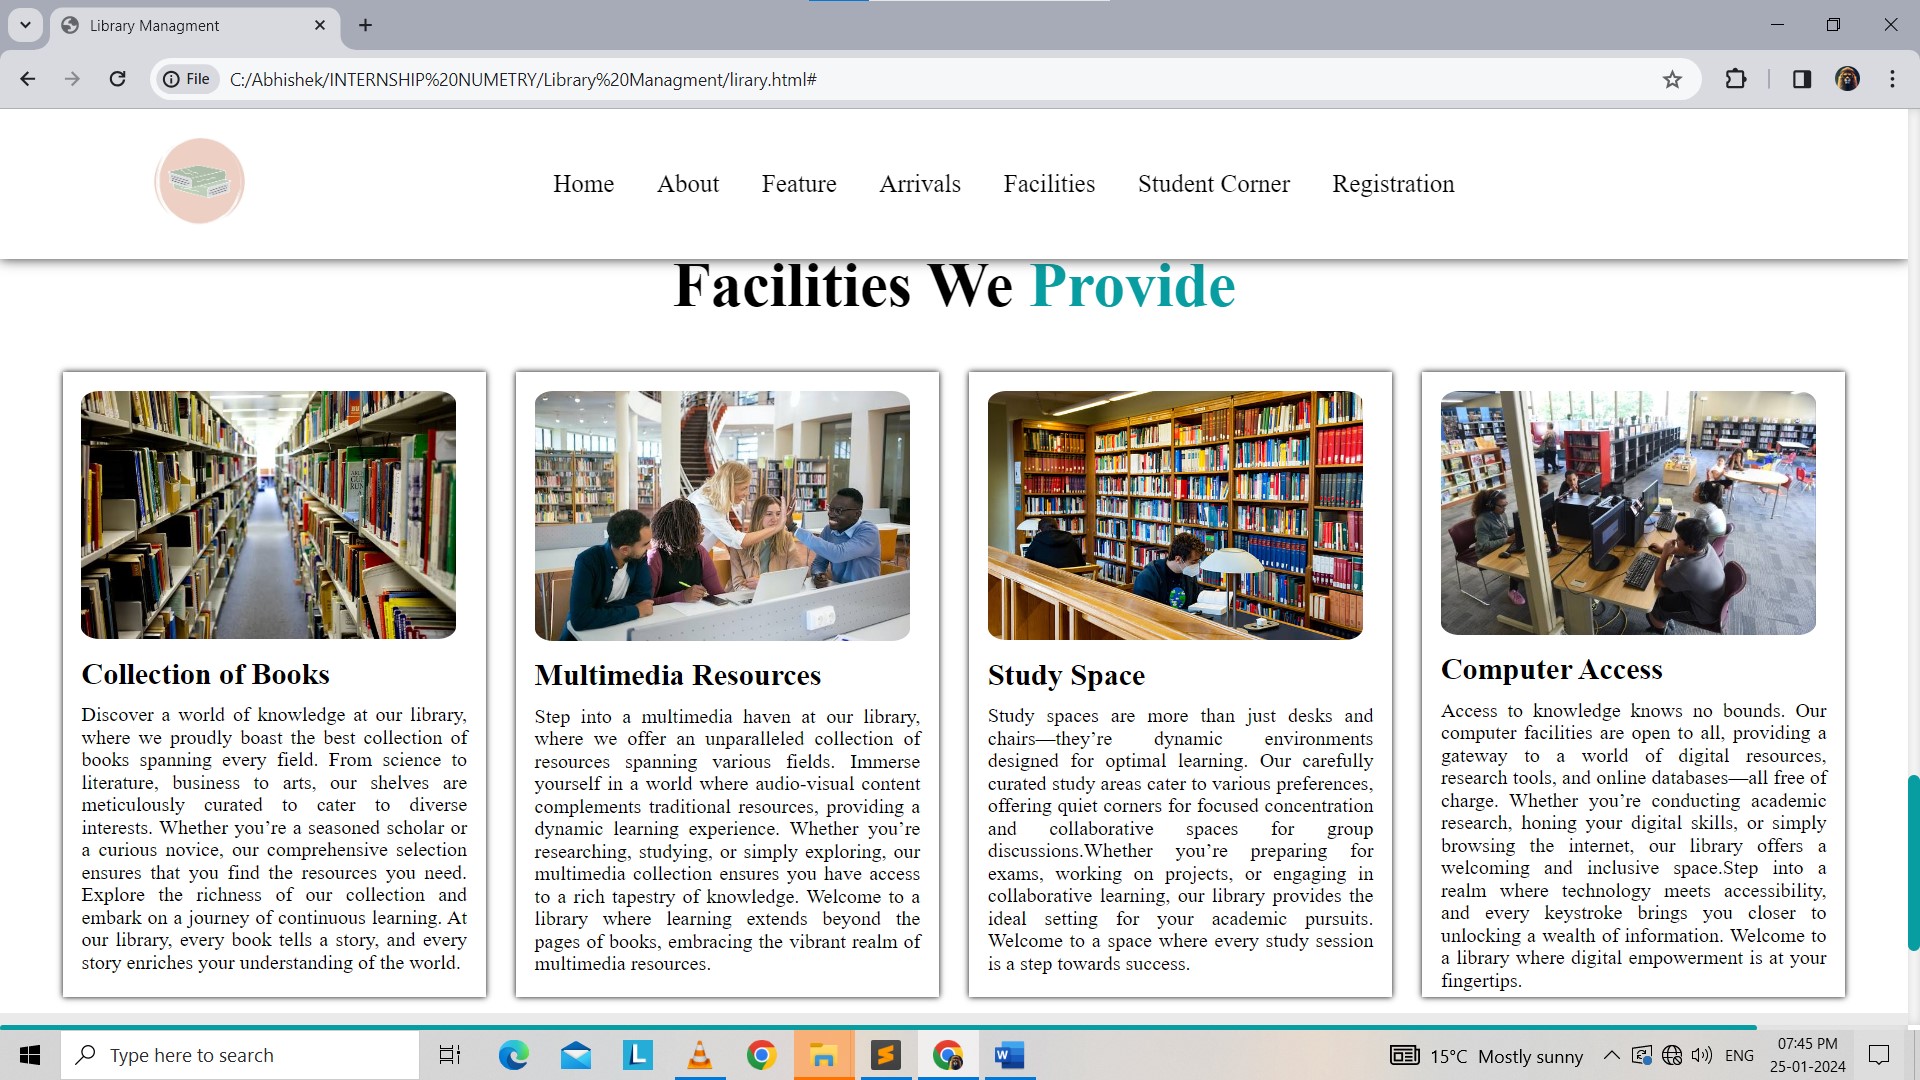 Library Managment
File
C:/Abhishek/INTERNSHIP%20NUMETRY/Library%20Managment/lirary.html#
Home About Feature Arrivals Facilities Student Corner Registration
Facilities We Provide
Collection of Books
Discover a world of knowledge at our library,
where we proudly boast the best collection of
books spanning every field. From science to
literature, business to arts, our shelves are
meticulously curated to cater to diverse
interests. Whether you’re a seasoned scholar or
a curious novice, our comprehensive selection
ensures that you find the resources you need.
Explore the richness of our collection and
embark on a journey of continuous learning. At
our library, every book tells a story, and every
story enriches your understanding of the world.
Multimedia Resources
Step into a multimedia haven at our library,
where we offer an unparalleled collection of
resources spanning various fields. Immerse
yourself in a world where audio-visual content
complements traditional resources, providing a
dynamic learning experience. Whether you’re
researching, studying, or simply exploring, our
multimedia collection ensures you have access
to a rich tapestry of knowledge. Welcome to a
library where learning extends beyond the
pages of books, embracing the vibrant realm of
multimedia resources.
Study Space
Study spaces are more than just desks and
chairs—they’re dynamic environments
designed for optimal learning. Our carefully
curated study areas cater to various preferences,
offering quiet corners for focused concentration
and collaborative spaces for group
discussions.Whether you’re preparing for
exams, working on projects, or engaging in
collaborative learning, our library provides the
ideal setting for your academic pursuits.
Welcome to a space where every study session
is a step towards success.
Computer Access
Access to knowledge knows no bounds. Our
computer facilities are open to all, providing a
gateway to a world of digital resources,
research tools, and online databases—all free of
charge. Whether you’re conducting academic
research, honing your digital skills, or simply
browsing the internet, our library offers a
welcoming and inclusive space.Step into a
realm where technology meets accessibility,
and every keystroke brings you closer to
unlocking a wealth of information. Welcome to
a library where digital empowerment is at your
fingertips.
Type here to search
15°C Mostly sunny
ENG
07:45 PM
25-01-2024